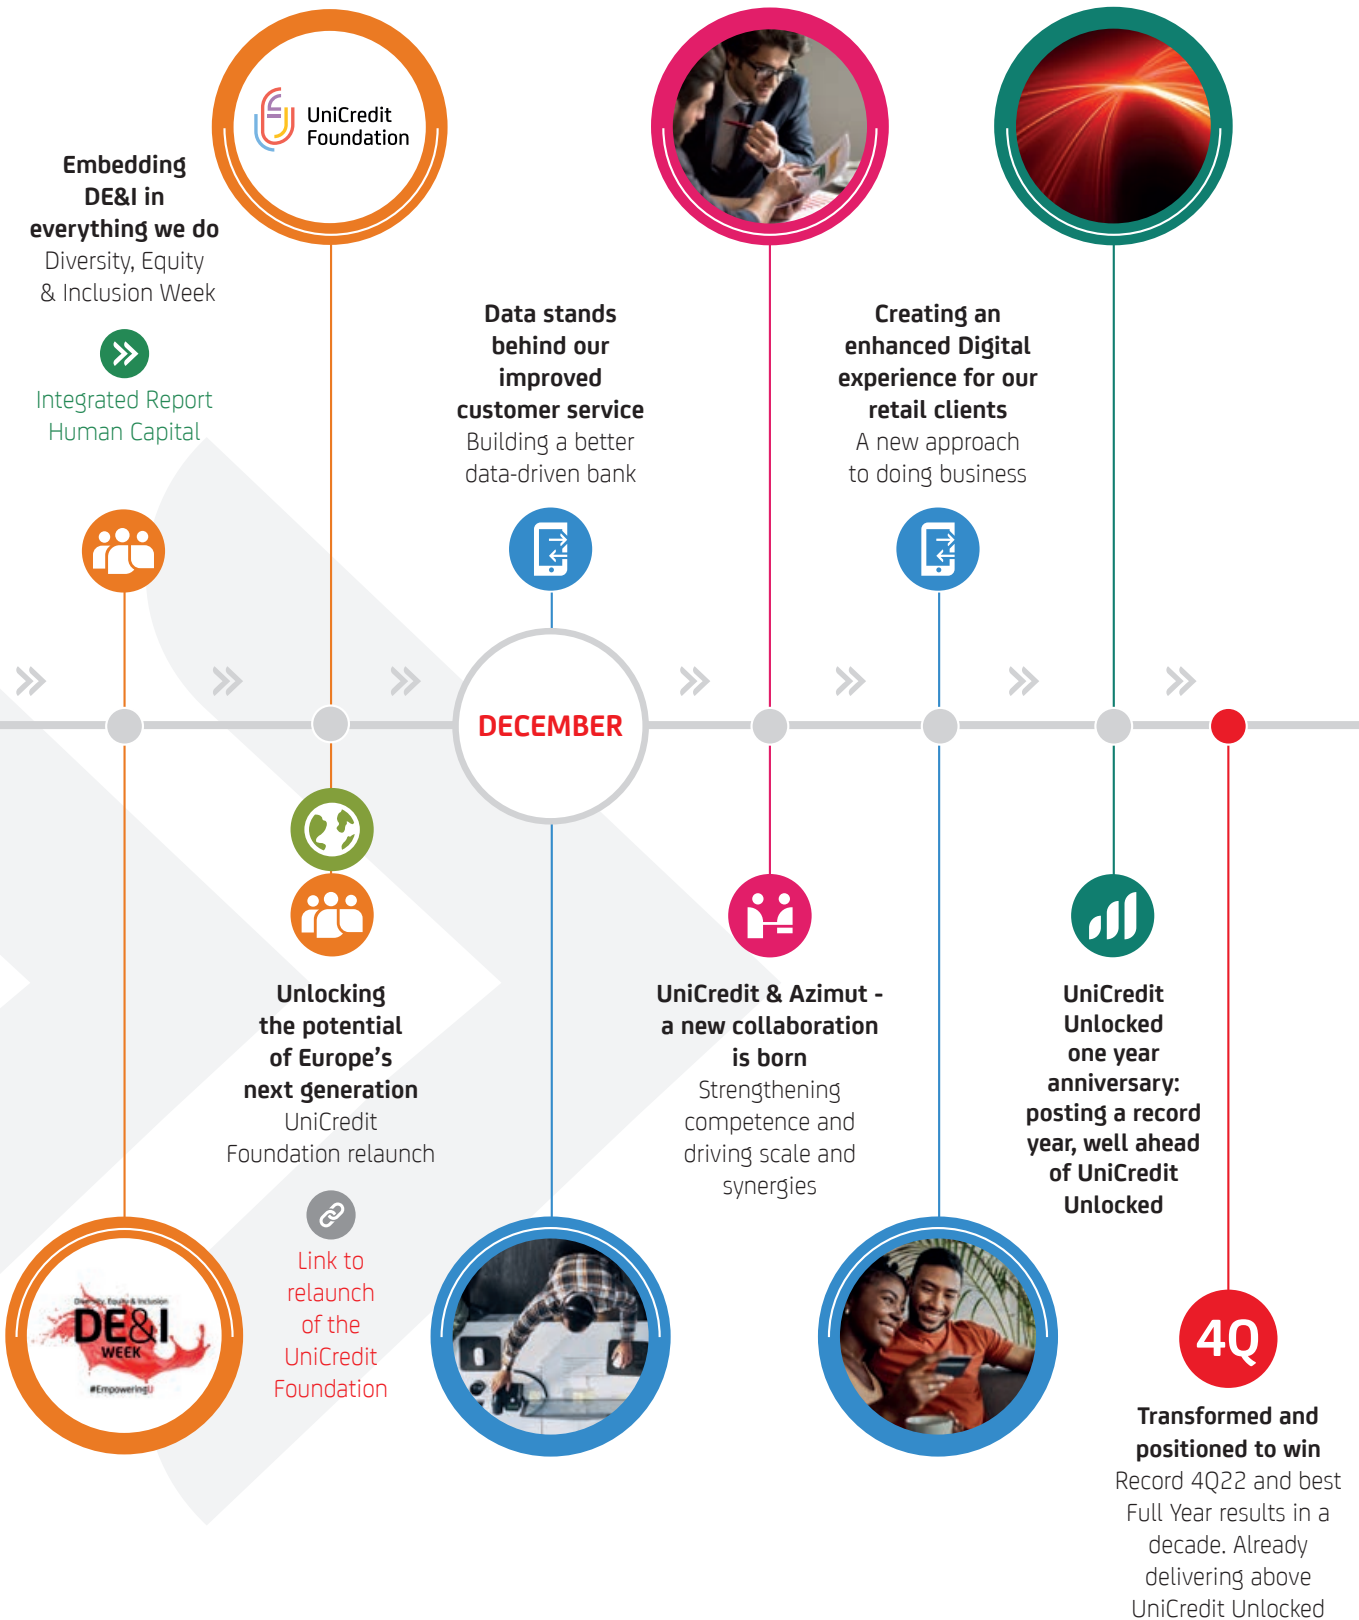 UniCredit
Foundation
Embedding
DE&I in
everything we do
Diversity, Equity
& Inclusion Week
Integrated Report
Human Capital
Data stands
behind our
improved
customer service
Building a better
data-driven bank
Creating an
enhanced Digital
experience for our
retail clients
A new approach
to doing business
DECEMBER
Unlocking
the potential
of Europe's
next generation
UniCredit
Foundation relaunch
Link to
relaunch
of the
UniCredit
Foundation
UniCredit & Azimut -
a new collaboration
is born
Strengthening
competence and
driving scale and
synergies
UniCredit
Unlocked
one year
anniversary:
posting a record
year, well ahead
of UniCredit
Unlocked
Diversity, Equity & Inclusion
DE&I
WEEK
#EmpoweringU
4Q
Transformed and
positioned to win
Record 4Q22 and best
Full Year results in a
decade. Already
delivering above
UniCredit Unlocked